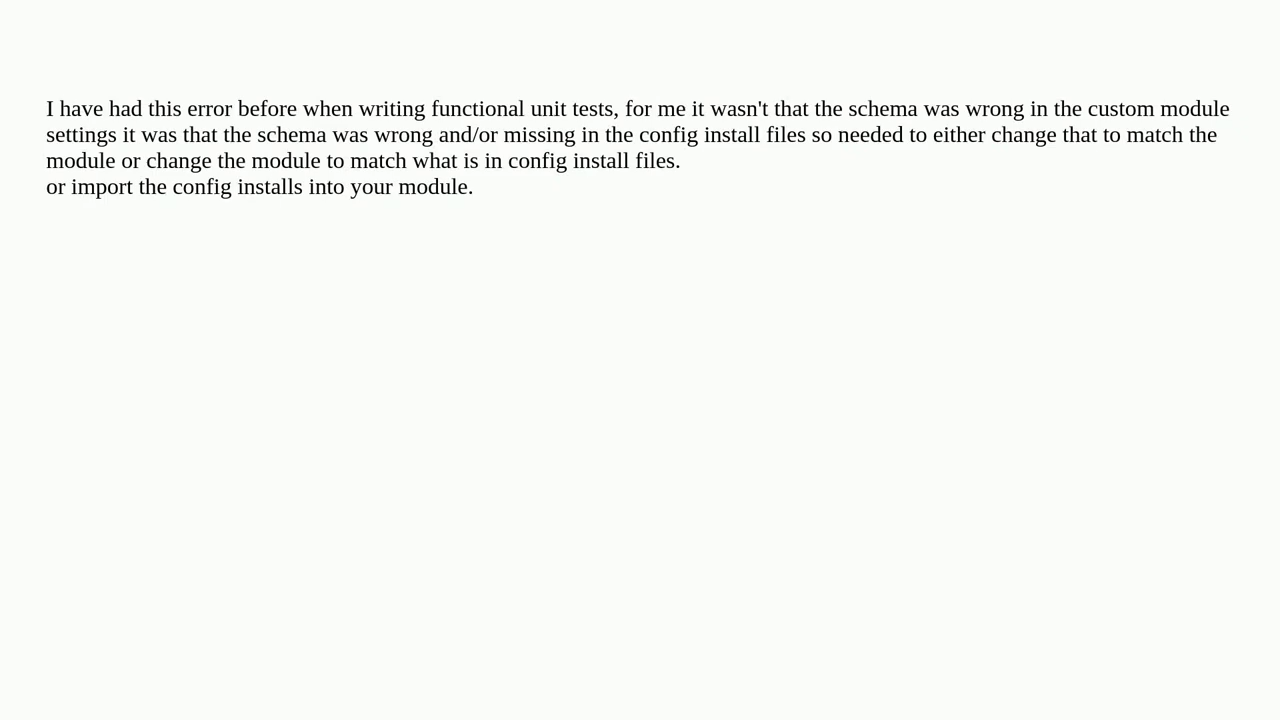 I have had this error before when writing functional unit tests, for me it wasn't that the schema was wrong in the custom module
settings it was that the schema was wrong and/or missing in the config install files so needed to either change that to match the
module or change the module to match what is in config install files.
or import the config installs into your module.